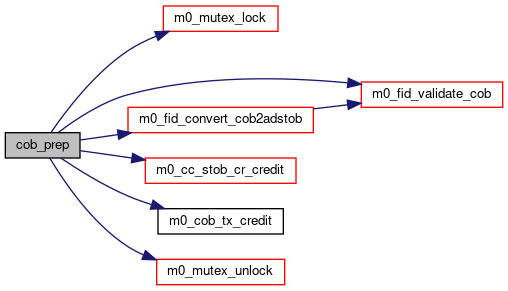 m0_mutex_lock
m0_fid_validate_cob
m0_fid_convert_cob2adstob
cob_prep
m0_cc_stob_cr_credit
m0_cob_tx_credit
m0_mutex_unlock